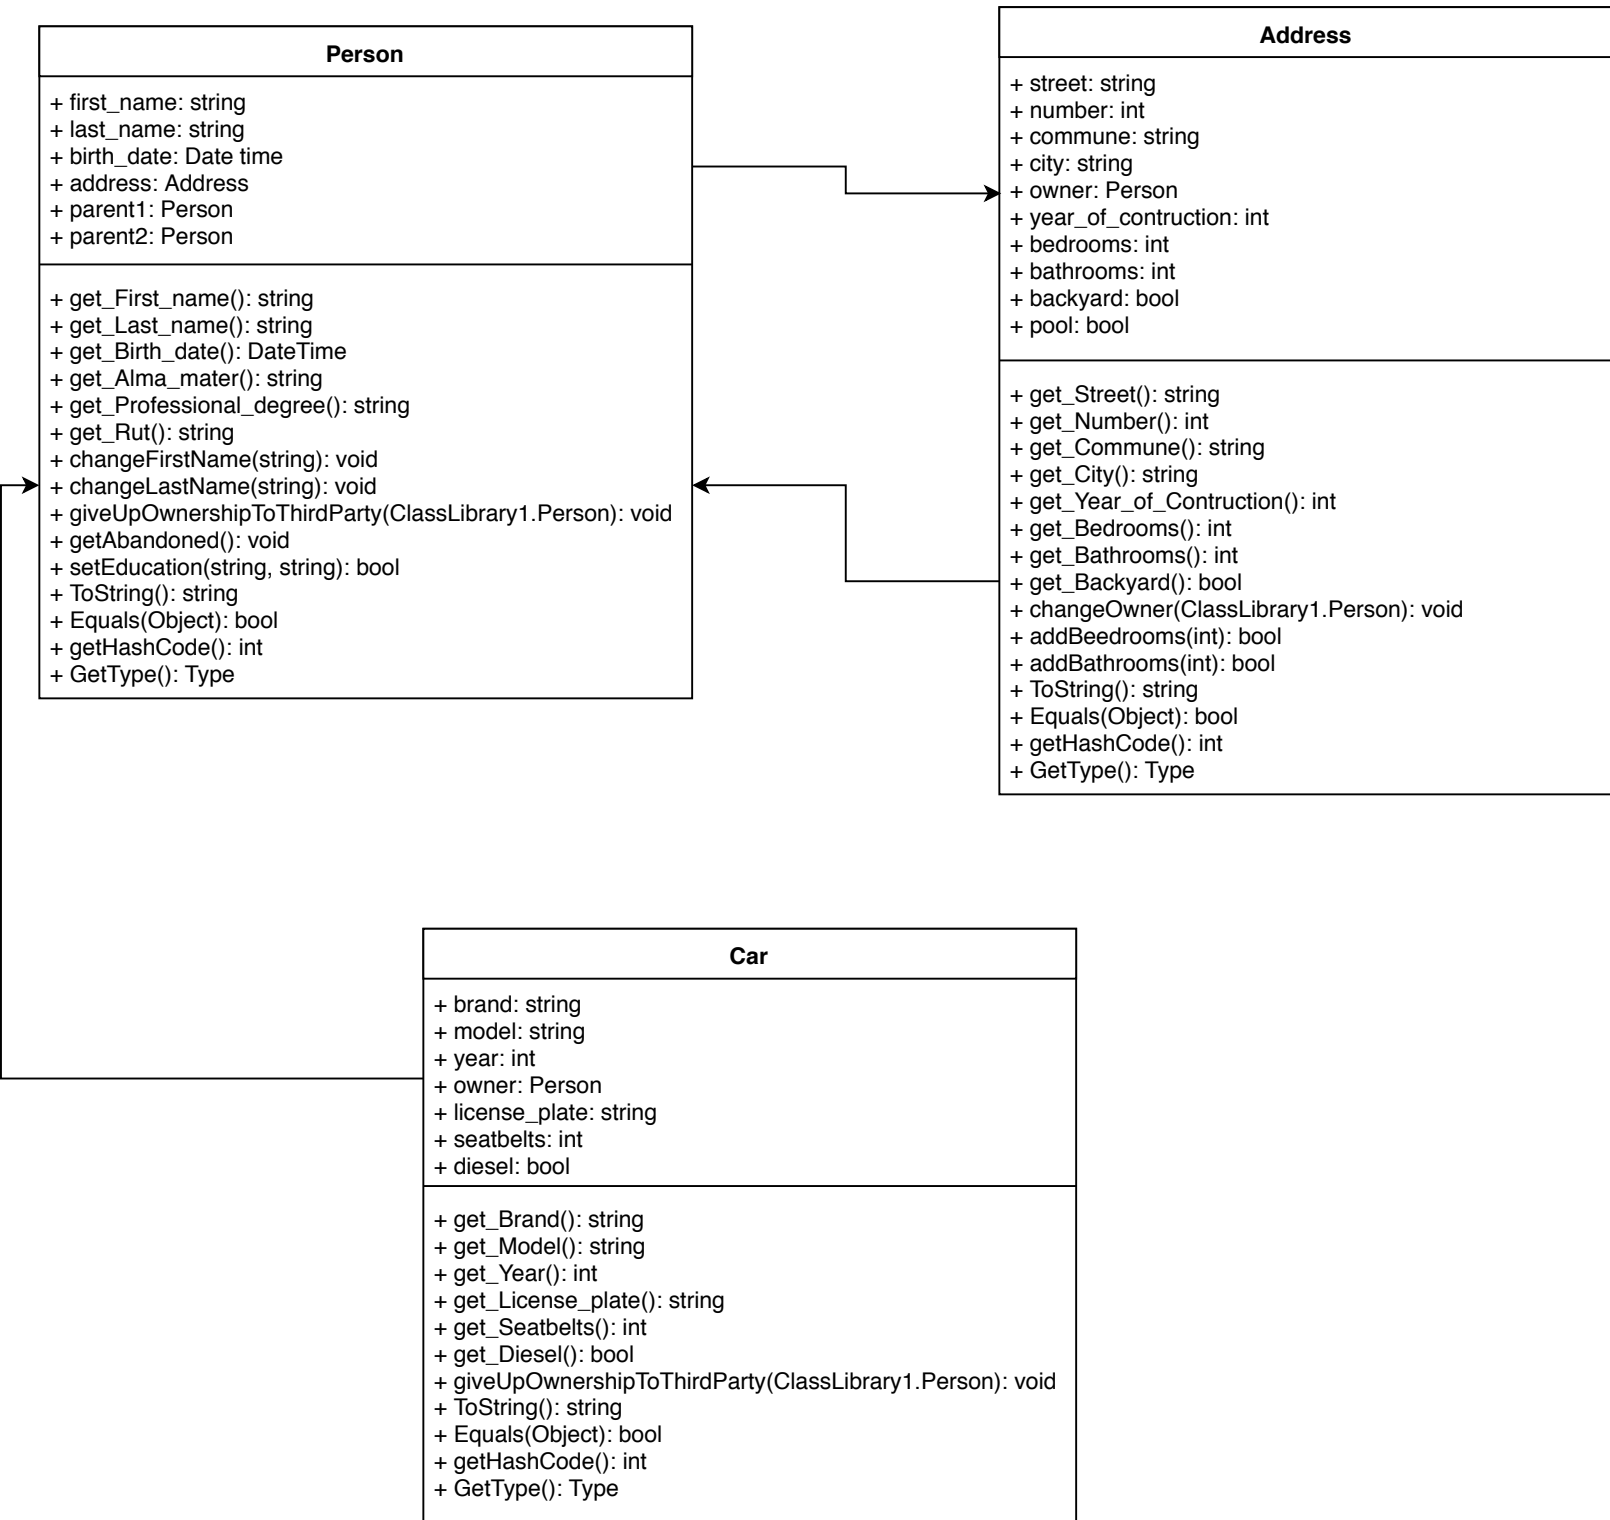 Person
+ first_name: string
+ last_name: string
+ birth_date: Date time
+ address: Address
+ parent1: Person
+ parent2: Person
+ get_First_name(): string
+ get_Last_name(): string
+ get_Birth_date(): DateTime
+ get_Alma_mater(): string
+ get_Professional_degree(): string
+ get_Rut(): string
+ changeFirstName(string): void
+ changeLastName(string): void
+ giveUpOwnershipToThirdParty(ClassLibrary1.Person): void
+ getAbandoned(): void
+ setEducation(string, string): bool
+ ToString(): string
+ Equals(Object): bool
+ getHashCode(): int
+ GetType(): Type
Address
+ street: string
+ number: int
+ commune: string
+ city: string
+ owner: Person
+ year_of_contruction: int
+ bedrooms: int
+ bathrooms: int
+ backyard: bool
+ pool: bool
+ get_Street(): string
+ get_Number(): int
+ get_Commune(): string
+ get_City(): string
+ get_Year_of_Contruction(): int
+ get_Bedrooms(): int
+ get_Bathrooms(): int
+ get_Backyard(): bool
+ changeOwner(ClassLibrary1.Person): void
+ addBeedrooms(int): bool
+ addBathrooms(int): bool
+ ToString(): string
+ Equals(Object): bool
+ getHashCode(): int
+ GetType(): Type
Car
+ brand: string
+ model: string
+ year: int
+ owner: Person
+ license_plate: string
+ seatbelts: int
+ diesel: bool
+ get_Brand(): string
+ get_Model(): string
+ get_Year(): int
+ get_License_plate(): string
+ get_Seatbelts(): int
+ get_Diesel(): bool
+ giveUpOwnershipToThirdParty(ClassLibrary1.Person): void
+ ToString(): string
+ Equals(Object): bool
+ getHashCode(): int
+ GetType(): Type